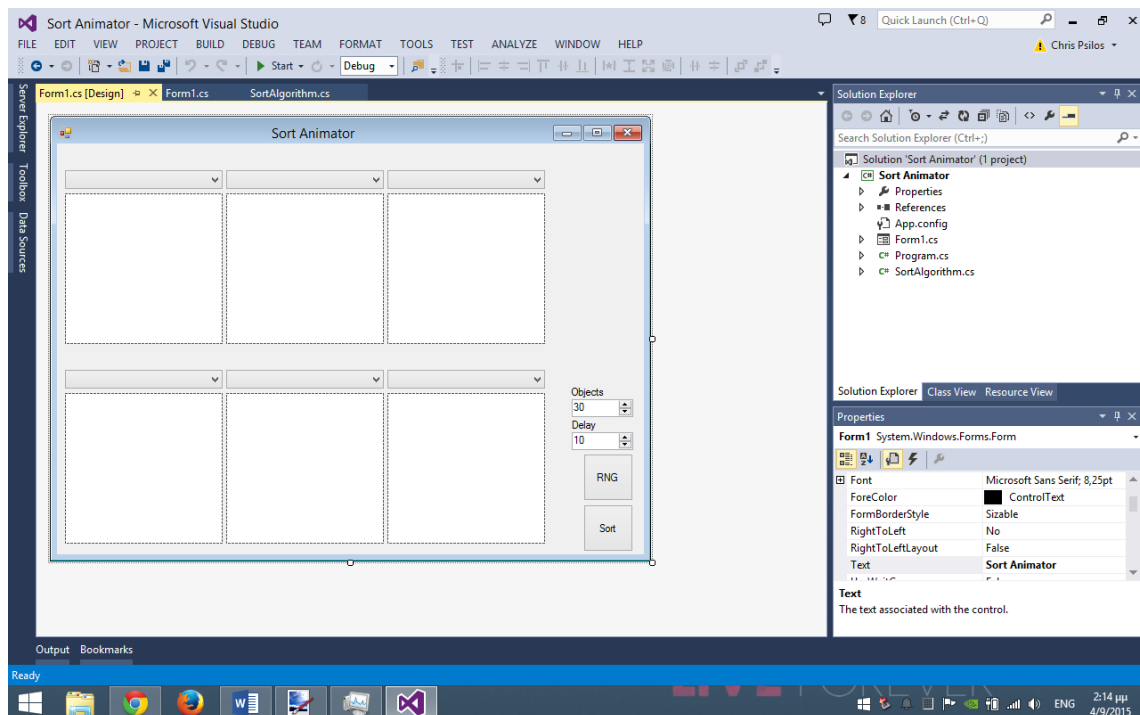 Sort Animator - Microsoft Visual Studio
8
Quick Launch (Ctrl+Q)
FILE EDIT VIEW PROJECT BUILD DEBUG TEAM FORMAT TOOLS TEST ANALYZE WINDOW HELP
Chris Psilos
Start
Debug
Server Explorer
Toolbox
Data Sources
Form1.cs [Design]
Form1.cs
SortAlgorithm.cs
Sort Animator
Objects
30
Delay
10
RNG
Sort
Solution Explorer
Search Solution Explorer (Ctrl+;)
Solution 'Sort Animator' (1 project)
C# Sort Animator
Properties
References
App.config
Form1.cs
C# Program.cs
C# SortAlgorithm.cs
Solution Explorer Class View Resource View
Properties
Form1 System.Windows.Forms.Form
Font Microsoft Sans Serif; 8,25pt
ForeColor ControlText
FormBorderStyle Sizable
RightToLeft No
RightToLeftLayout False
Text Sort Animator
Text
The text associated with the control.
Output Bookmarks
Ready
FOREVER
ENG
2:14 μμ
4/9/2015